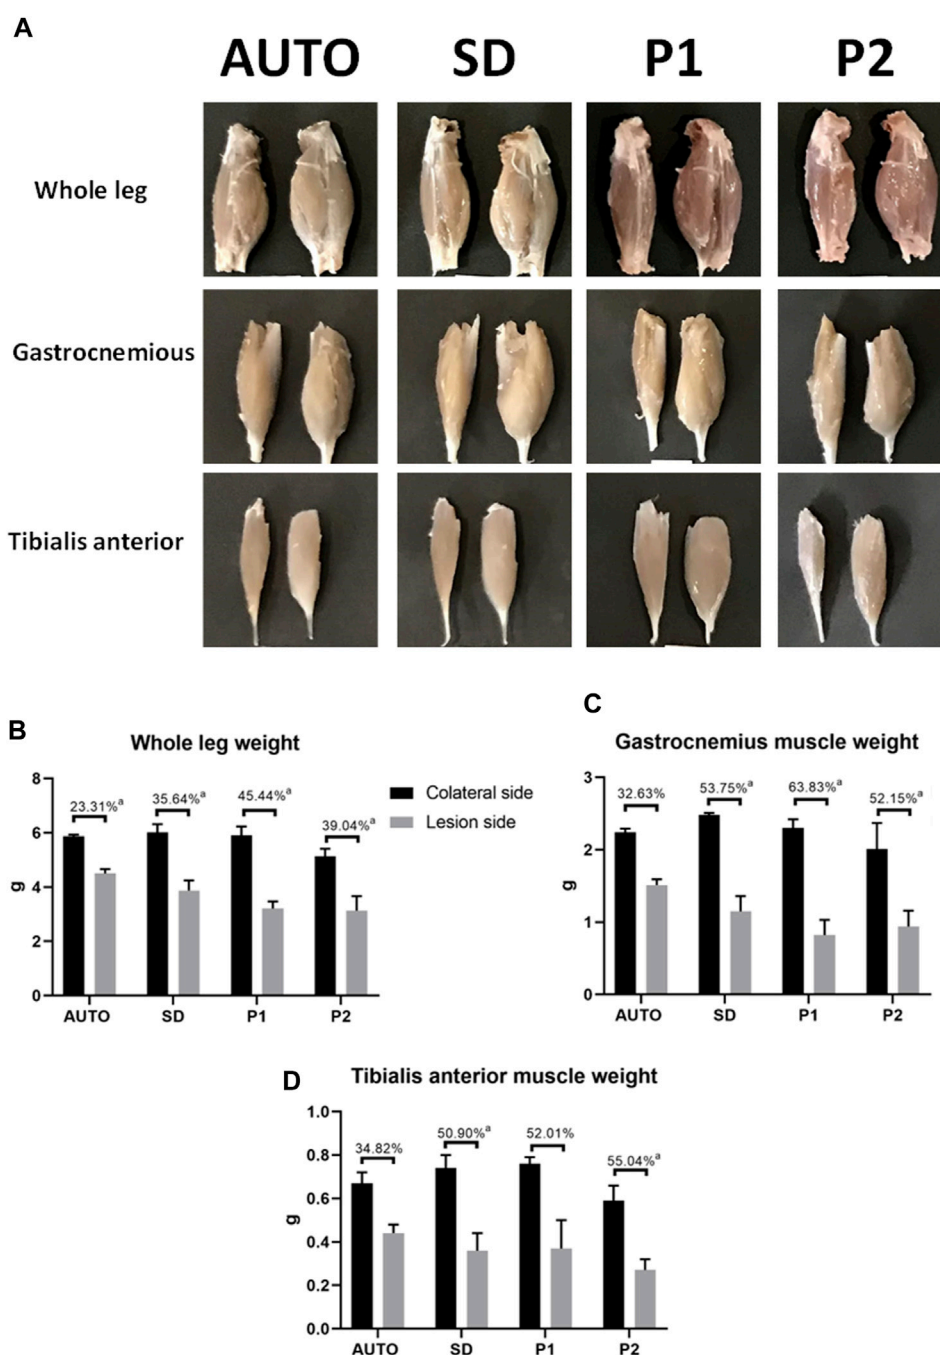 A
AUTO SD P1 P2
Whole leg
Gastrocnemious
Tibialis anterior
B
Whole leg weight
8
6
4
2
0
g
23.31%ᵃ
35.64%ᵃ
45.44%ᵃ
39.04%ᵃ
AUTO SD P1 P2
Colateral side
Lesion side
C
Gastrocnemius muscle weight
3
2
1
0
g
32.63%
53.75%ᵃ
63.83%ᵃ
52.15%ᵃ
AUTO SD P1 P2
D
Tibialis anterior muscle weight
1.0
0.8
0.6
0.4
0.2
0.0
g
34.82%
50.90%ᵃ
52.01%
55.04%ᵃ
AUTO SD P1 P2